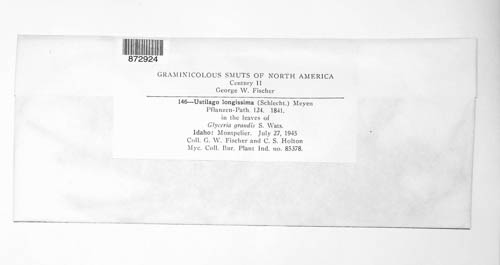 872924
GRAMINICOLOUS SMUTS OF NORTH AMERICA
Century II
George W. Fischer
146—Ustilago longissima (Schlecht.) Meyen
Pflanzen-Path. 124. 1841.
in the leaves of
Glyceria grandis S. Wats.
Idaho: Montpelier. July 27, 1945
Coll. G. W. Fischer and C. S. Holton
Myc. Coll. Bur. Plant Ind. no. 85378.